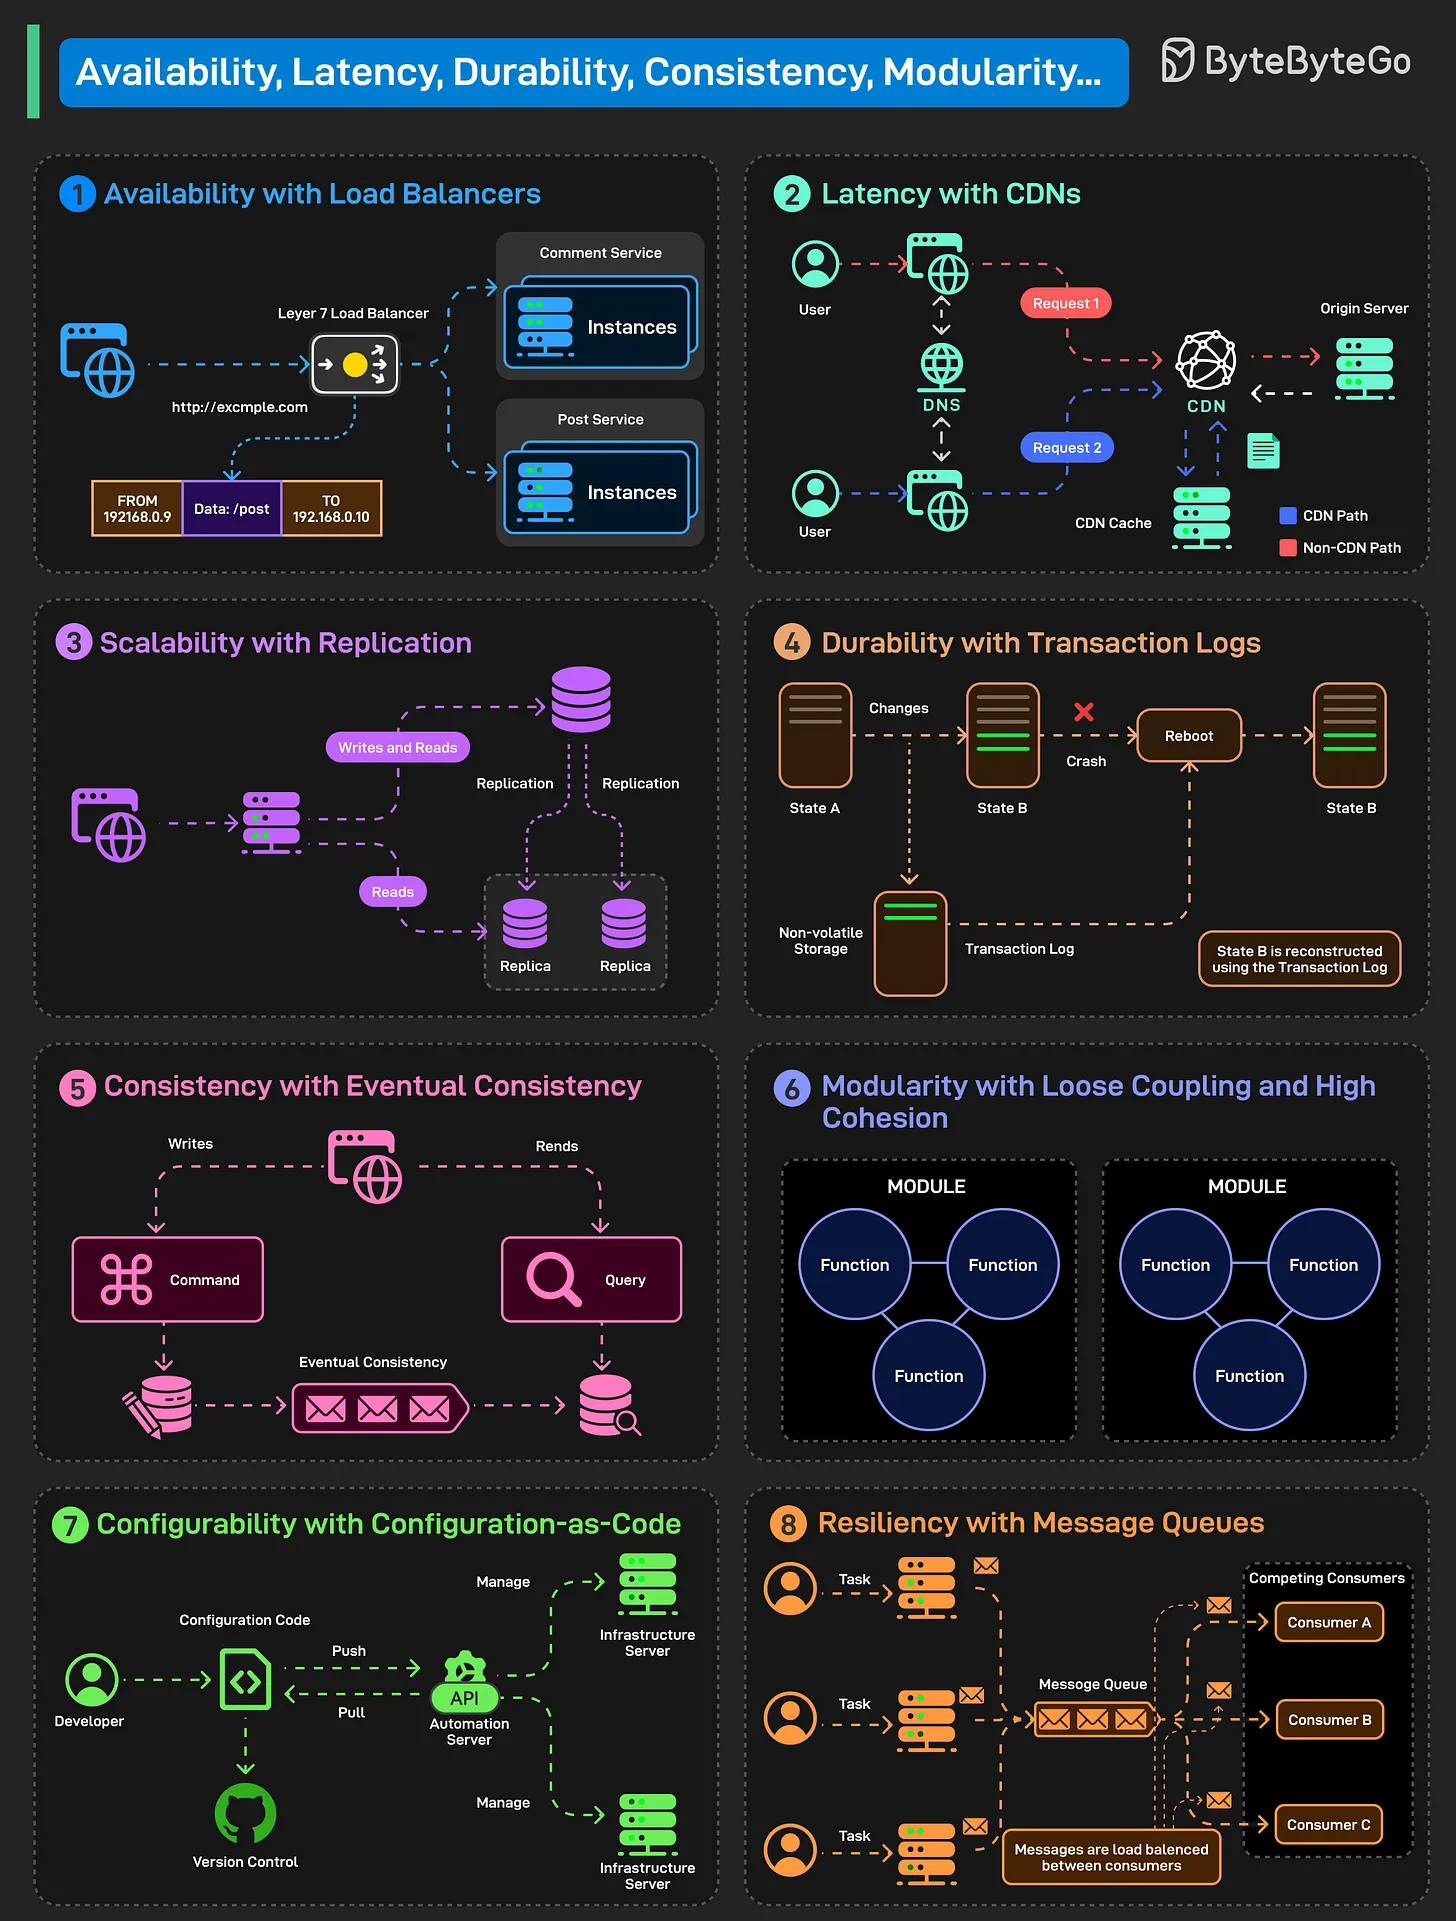 Availability, Latency, Durability, Consistency, Modularity...
ByteByteGo
1 Availability with Load Balancers
Comment Service
Leyer 7 Load Balancer
Instances
http://excmple.com
Post Service
Instances
FROM
192168.0.9
Data: /post
TO
192.168.0.10
2 Latency with CDNs
User
Request 1
Origin Server
DNS
CDN
Request 2
User
CDN Cache
CDN Path
Non-CDN Path
3 Scalability with Replication
Writes and Reads
Replication
Replication
Reads
Replica
Replica
4 Durability with Transaction Logs
Changes
Crash
Reboot
State A
State B
State B
Non-volatile
Storage
Transaction Log
State B is reconstructed
using the Transaction Log
5 Consistency with Eventual Consistency
Writes
Rends
Command
Query
Eventual Consistency
6 Modularity with Loose Coupling and High
Cohesion
MODULE
Function
Function
Function
MODULE
Function
Function
Function
7 Configurability with Configuration-as-Code
Manage
Configuration Code
Infrastructure
Server
Push
Pull
API
Developer
Automation
Server
Manage
Version Control
Infrastructure
Server
8 Resiliency with Message Queues
Task
Competing Consumers
Consumer A
Message Queue
Task
Consumer B
Task
Consumer C
Messages are load balenced
between consumers